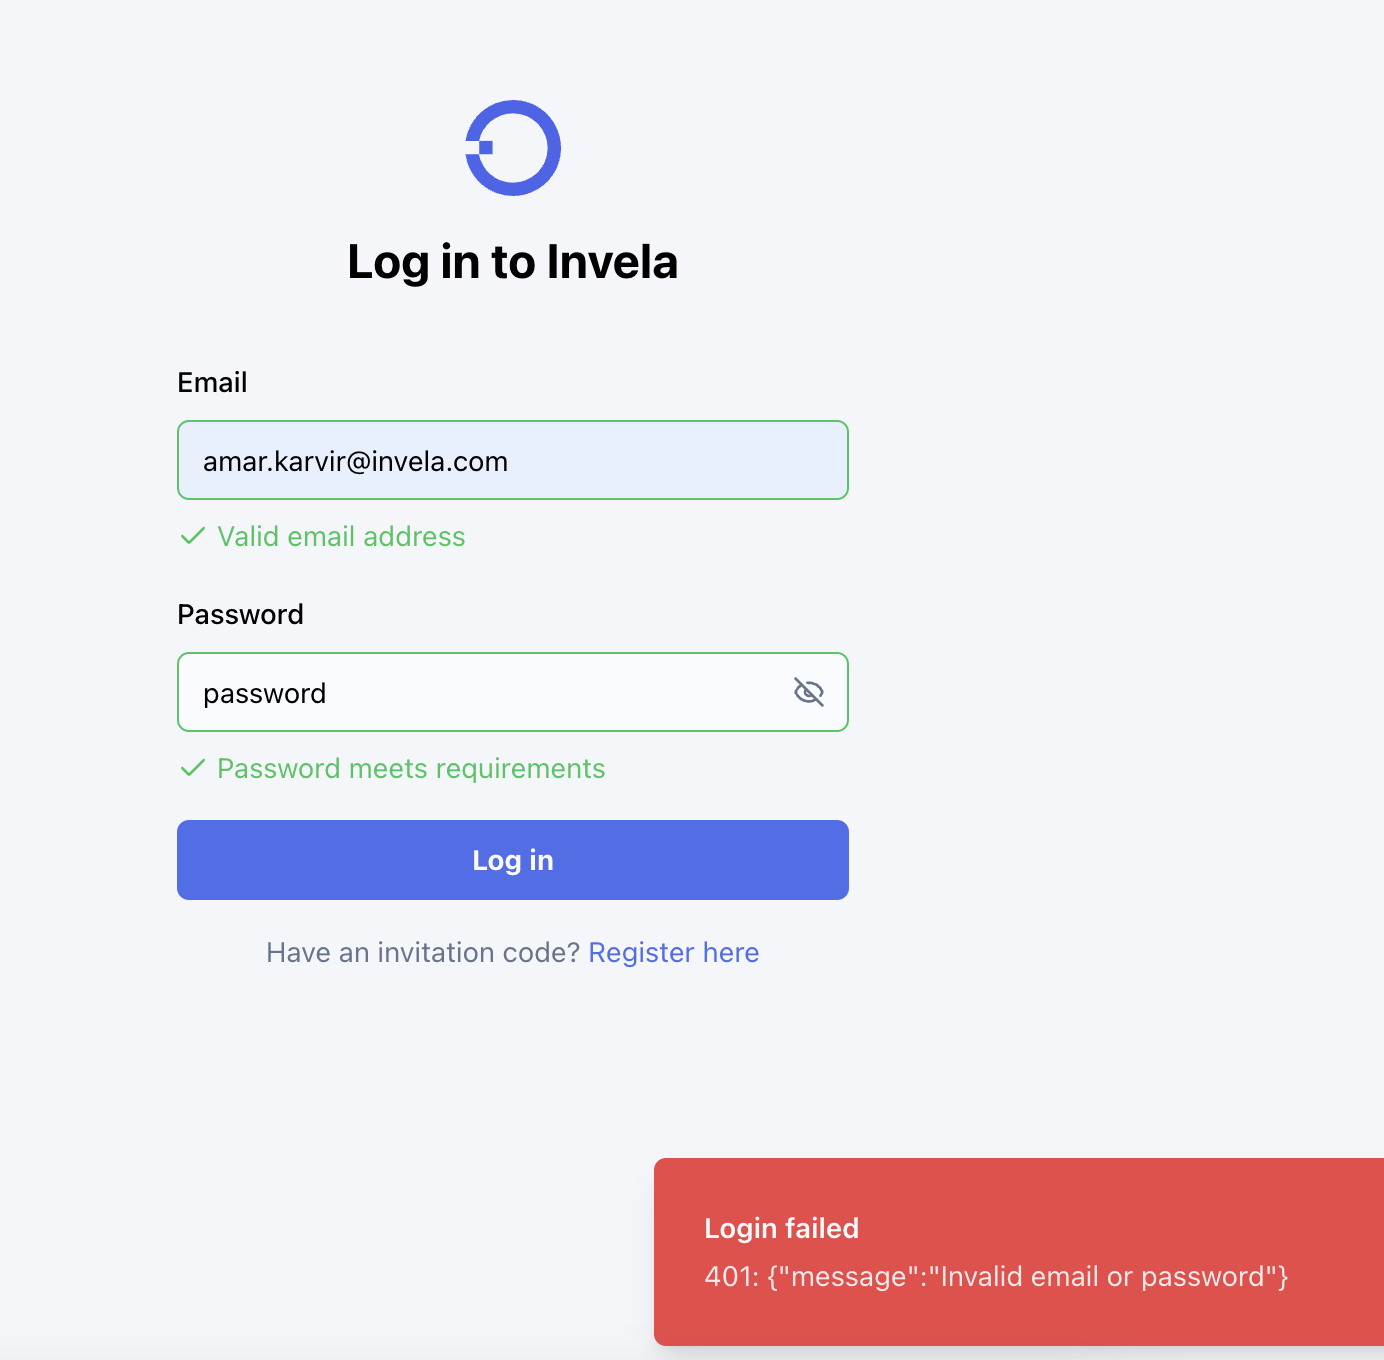 Log in to Invela
Email
amar.karvir@invela.com
Valid email address
Password
password
Password meets requirements
Log in
Have an invitation code? Register here
Login failed
401: {"message":"Invalid email or password"}